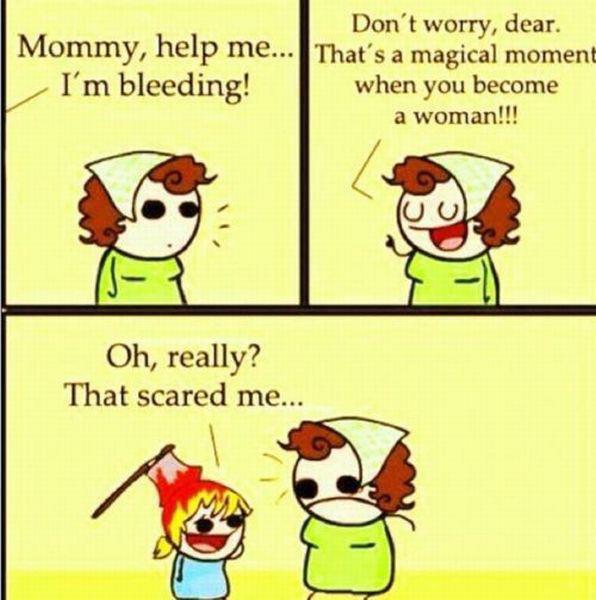 Mommy, help me...
I´m bleeding!
Don´t worry, dear.
That´s a magical moment
when you become
a woman!!!
Oh, really?
That scared me...